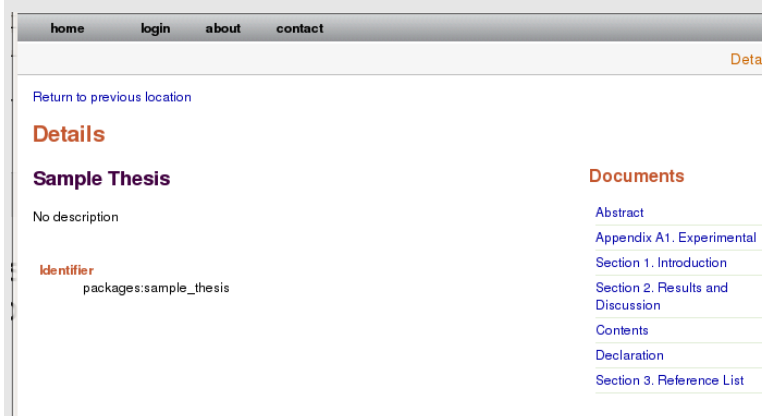 home login about contact
Deta
Return to previous location
Details
Sample Thesis
No description
Identifier
packages:sample_thesis
Documents
Abstract
Appendix A1. Experimental
Section 1. Introduction
Section 2. Results and
Discussion
Contents
Declaration
Section 3. Reference List